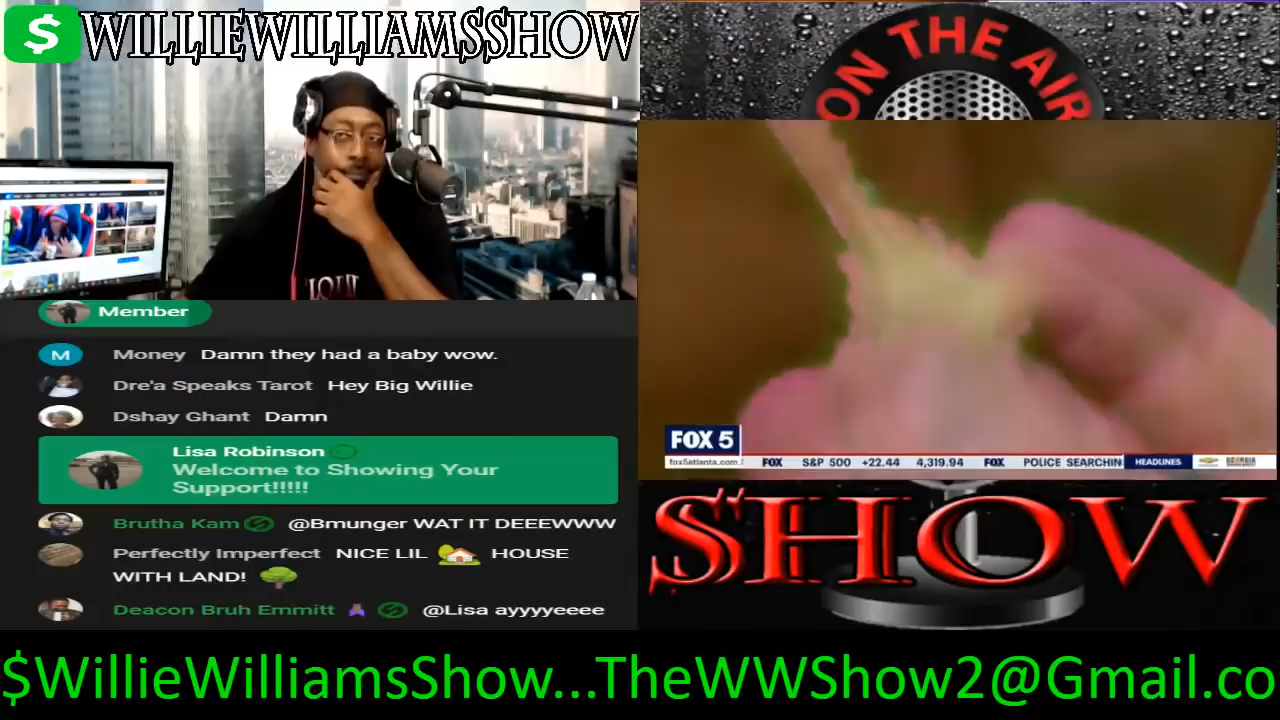 $ WILLIEWILLIAMSSHOW
ON THE AIR
Member
M Money Damn they had a baby wow.
Dre'a Speaks Tarot Hey Big Willie
Dshay Ghant Damn
Lisa Robinson
Welcome to Showing Your
Support!!!!!
Brutha Kam @Bmunger WAT IT DEEEWWW
Perfectly Imperfect NICE LIL 🏡 HOUSE
WITH LAND! 🌳
Deacon Bruh Emmitt @Lisa ayyyyeeee
FOX 5
fox5atlanta.com FOX S&P 500 +22.44 4,319.94 FOX POLICE SEARCHIN HEADLINES
SHOW
$WillieWilliamsShow...TheWWShow2@Gmail.co